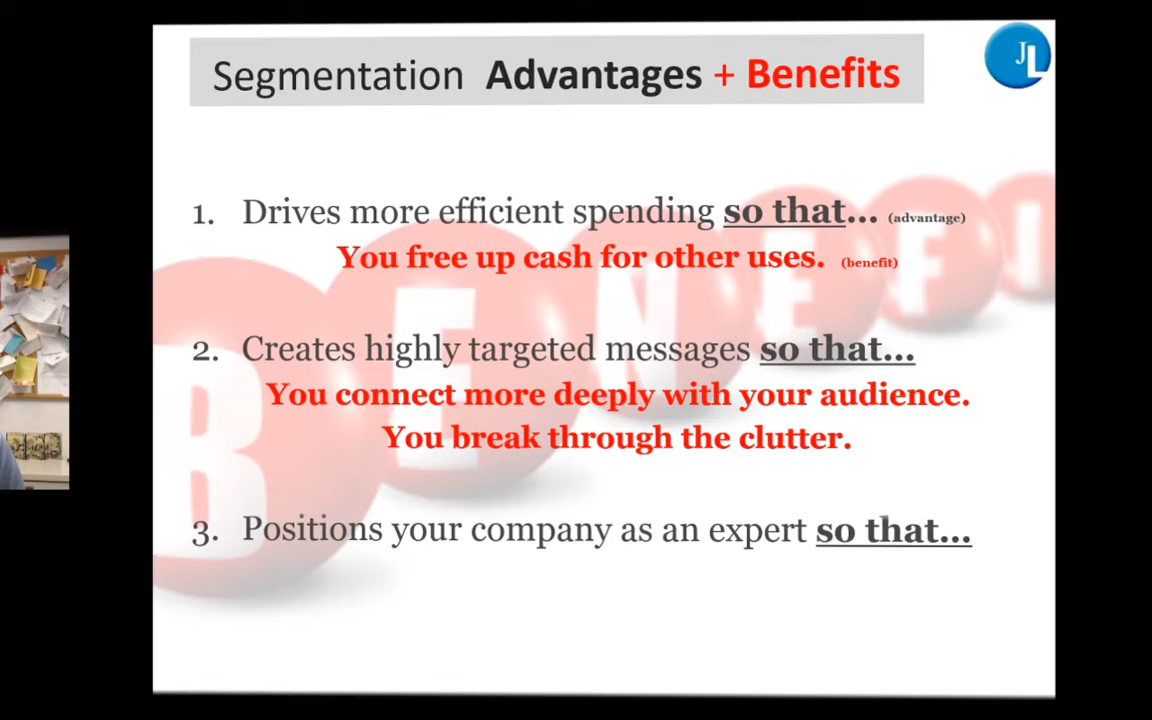 Segmentation Advantages + Benefits
JL
1. Drives more efficient spending so that... (advantage)
You free up cash for other uses. (benefit)
2. Creates highly targeted messages so that...
You connect more deeply with your audience.
You break through the clutter.
3. Positions your company as an expert so that...
BENEFI